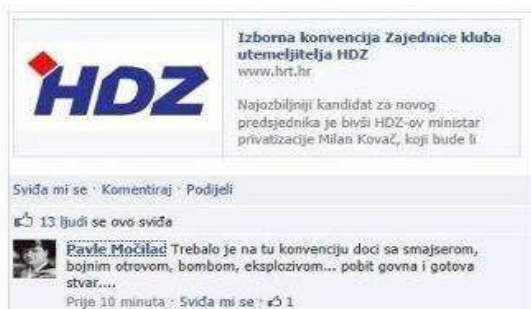 HDZ
Izborna konvencija Zajednice kluba
utemeljitelja HDZ
www.hrt.hr
Najozbiljniji kandidat za novog
predsjednika je bivši HDZ-ov ministar
privatizacije Milan Kovač, koji bude li
Sviđa mi se · Komentiraj · Podijeli
13 ljudi se ovo sviđa
Pavle Močilac Trebalo je na tu konvenciju doci sa smajserom,
bojnim otrovom, bombom, eksplozivom... pobit govna i gotova
stvar....
Prije 10 minuta · Sviđa mi se · 1